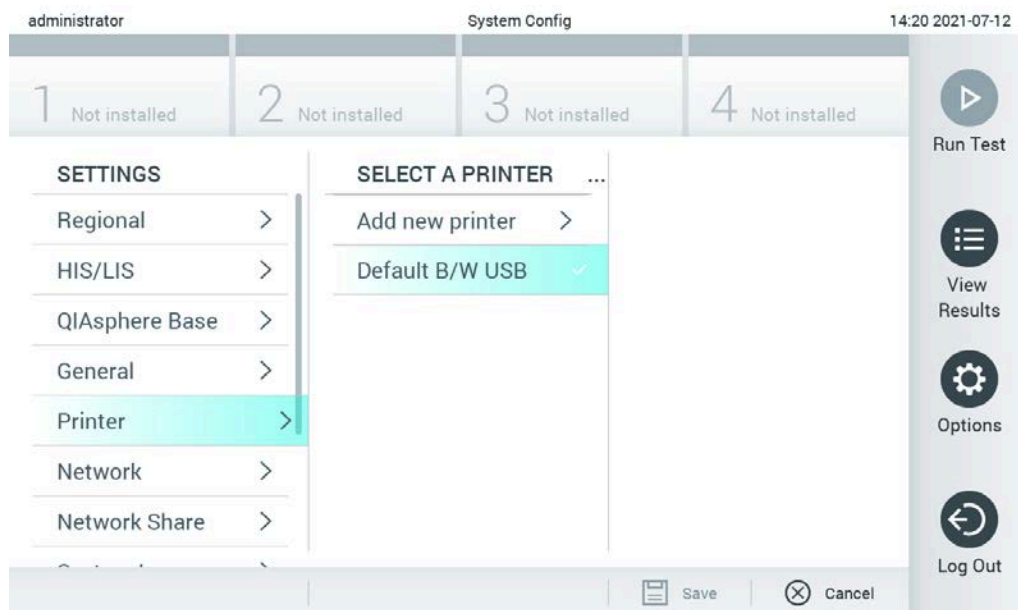 administrator
System Config
14:20 2021-07-12
1 Not installed
2 Not installed
3 Not installed
4 Not installed
Run Test
View
Results
Options
Log Out
SETTINGS
Regional
HIS/LIS
QIAsphere Base
General
Printer
Network
Network Share
SELECT A PRINTER ...
Add new printer
Default B/W USB
Save
Cancel